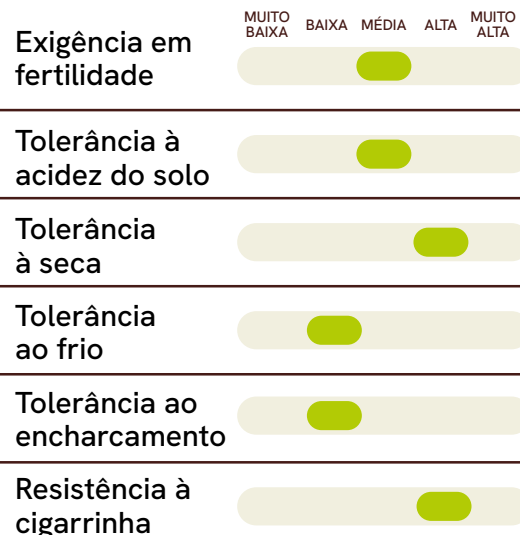 MUITO BAIXA BAIXA MÉDIA ALTA MUITO ALTA
Exigência em
fertilidade
Tolerância à
acidez do solo
Tolerância
à seca
Tolerância
ao frio
Tolerância ao
encharcamento
Resistência à
cigarrinha